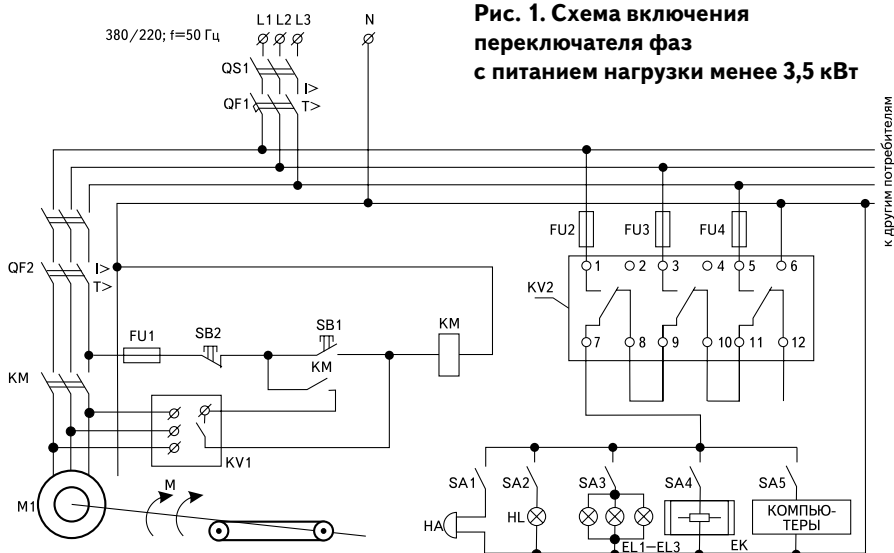 Рис. 1. Схема включения
переключателя фаз
с питанием нагрузки менее 3,5 кВт
L1 L2 L3
N
380/220; f=50 Гц
QS1
I>
QF1
T>
к другим потребителям
FU2
FU3
FU4
QF2
I>
T>
1 2 3 4 5 6
KV2
7 8 9 10 11 12
FU1
SB2
SB1
KM
KM
KM
KV1
M1
M
SA1
SA2
SA3
SA4
SA5
HA
HL
КОМПЬЮ-
ТЕРЫ
EL1–EL3
EK